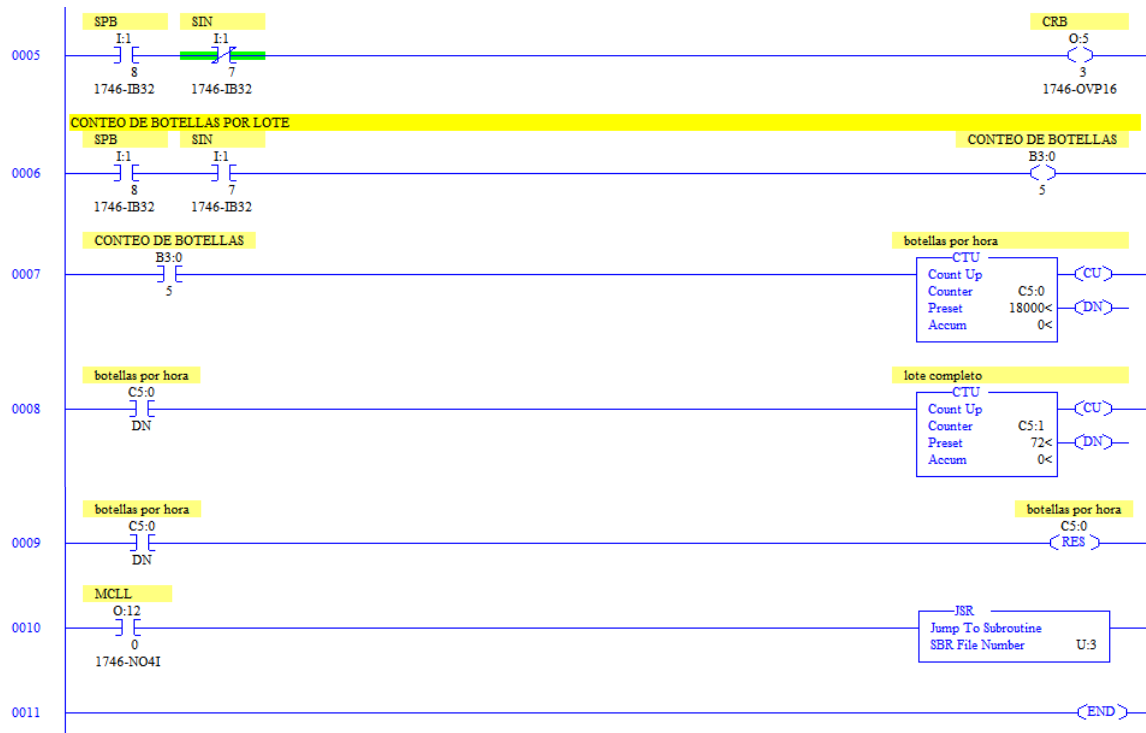 SPB SIN CRB
I:1 I:1 O:5
0005
8 7 3
1746-IB32 1746-IB32 1746-OVP16
CONTEO DE BOTELLAS POR LOTE
SPB SIN CONTEO DE BOTELLAS
I:1 I:1 B3:0
0006
8 7 5
1746-IB32 1746-IB32
CONTEO DE BOTELLAS botellas por hora
B3:0 CTU
0007 Count Up CU
5 Counter C5:0
Preset 18000< DN
Accum 0<
botellas por hora lote completo
C5:0 CTU
0008 Count Up CU
DN Counter C5:1
Preset 72< DN
Accum 0<
botellas por hora botellas por hora
C5:0 C5:0
0009 RES
DN
MCLL
O:12 JSR
0010 Jump To Subroutine
0 SBR File Number U:3
1746-NO4I
0011 END